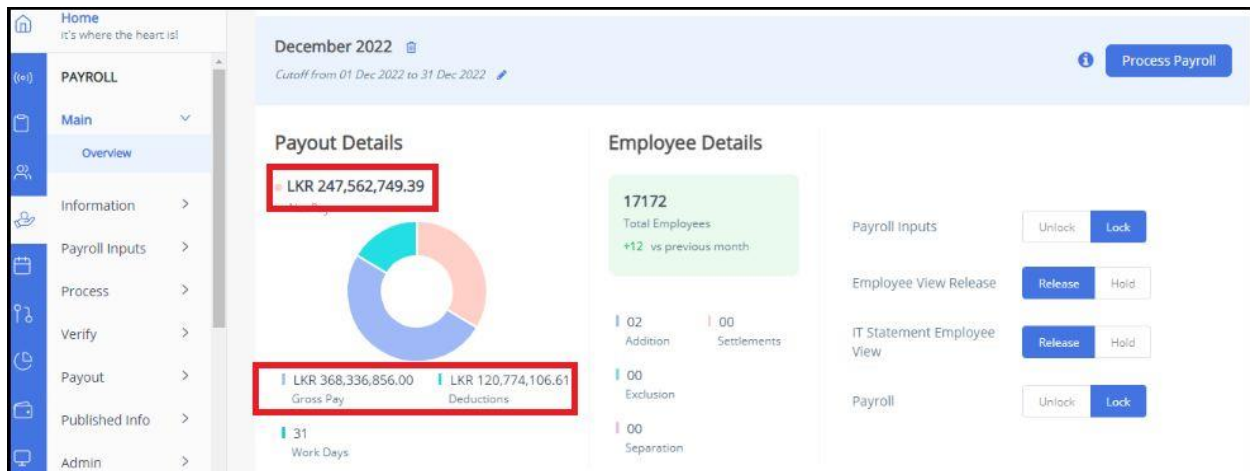 Home
it's where the heart is!
PAYROLL
Main
Overview
Information
Payroll Inputs
Process
Verify
Payout
Published Info
Admin
December 2022
Cutoff from 01 Dec 2022 to 31 Dec 2022
Process Payroll
Payout Details
LKR 247,562,749.39
LKR 368,336,856.00
Gross Pay
LKR 120,774,106.61
Deductions
31
Work Days
Employee Details
17172
Total Employees
+12 vs previous month
02
Addition
00
Settlements
00
Exclusion
00
Separation
Payroll Inputs
Unlock Lock
Employee View Release
Release Hold
IT Statement Employee
View
Release Hold
Payroll
Unlock Lock